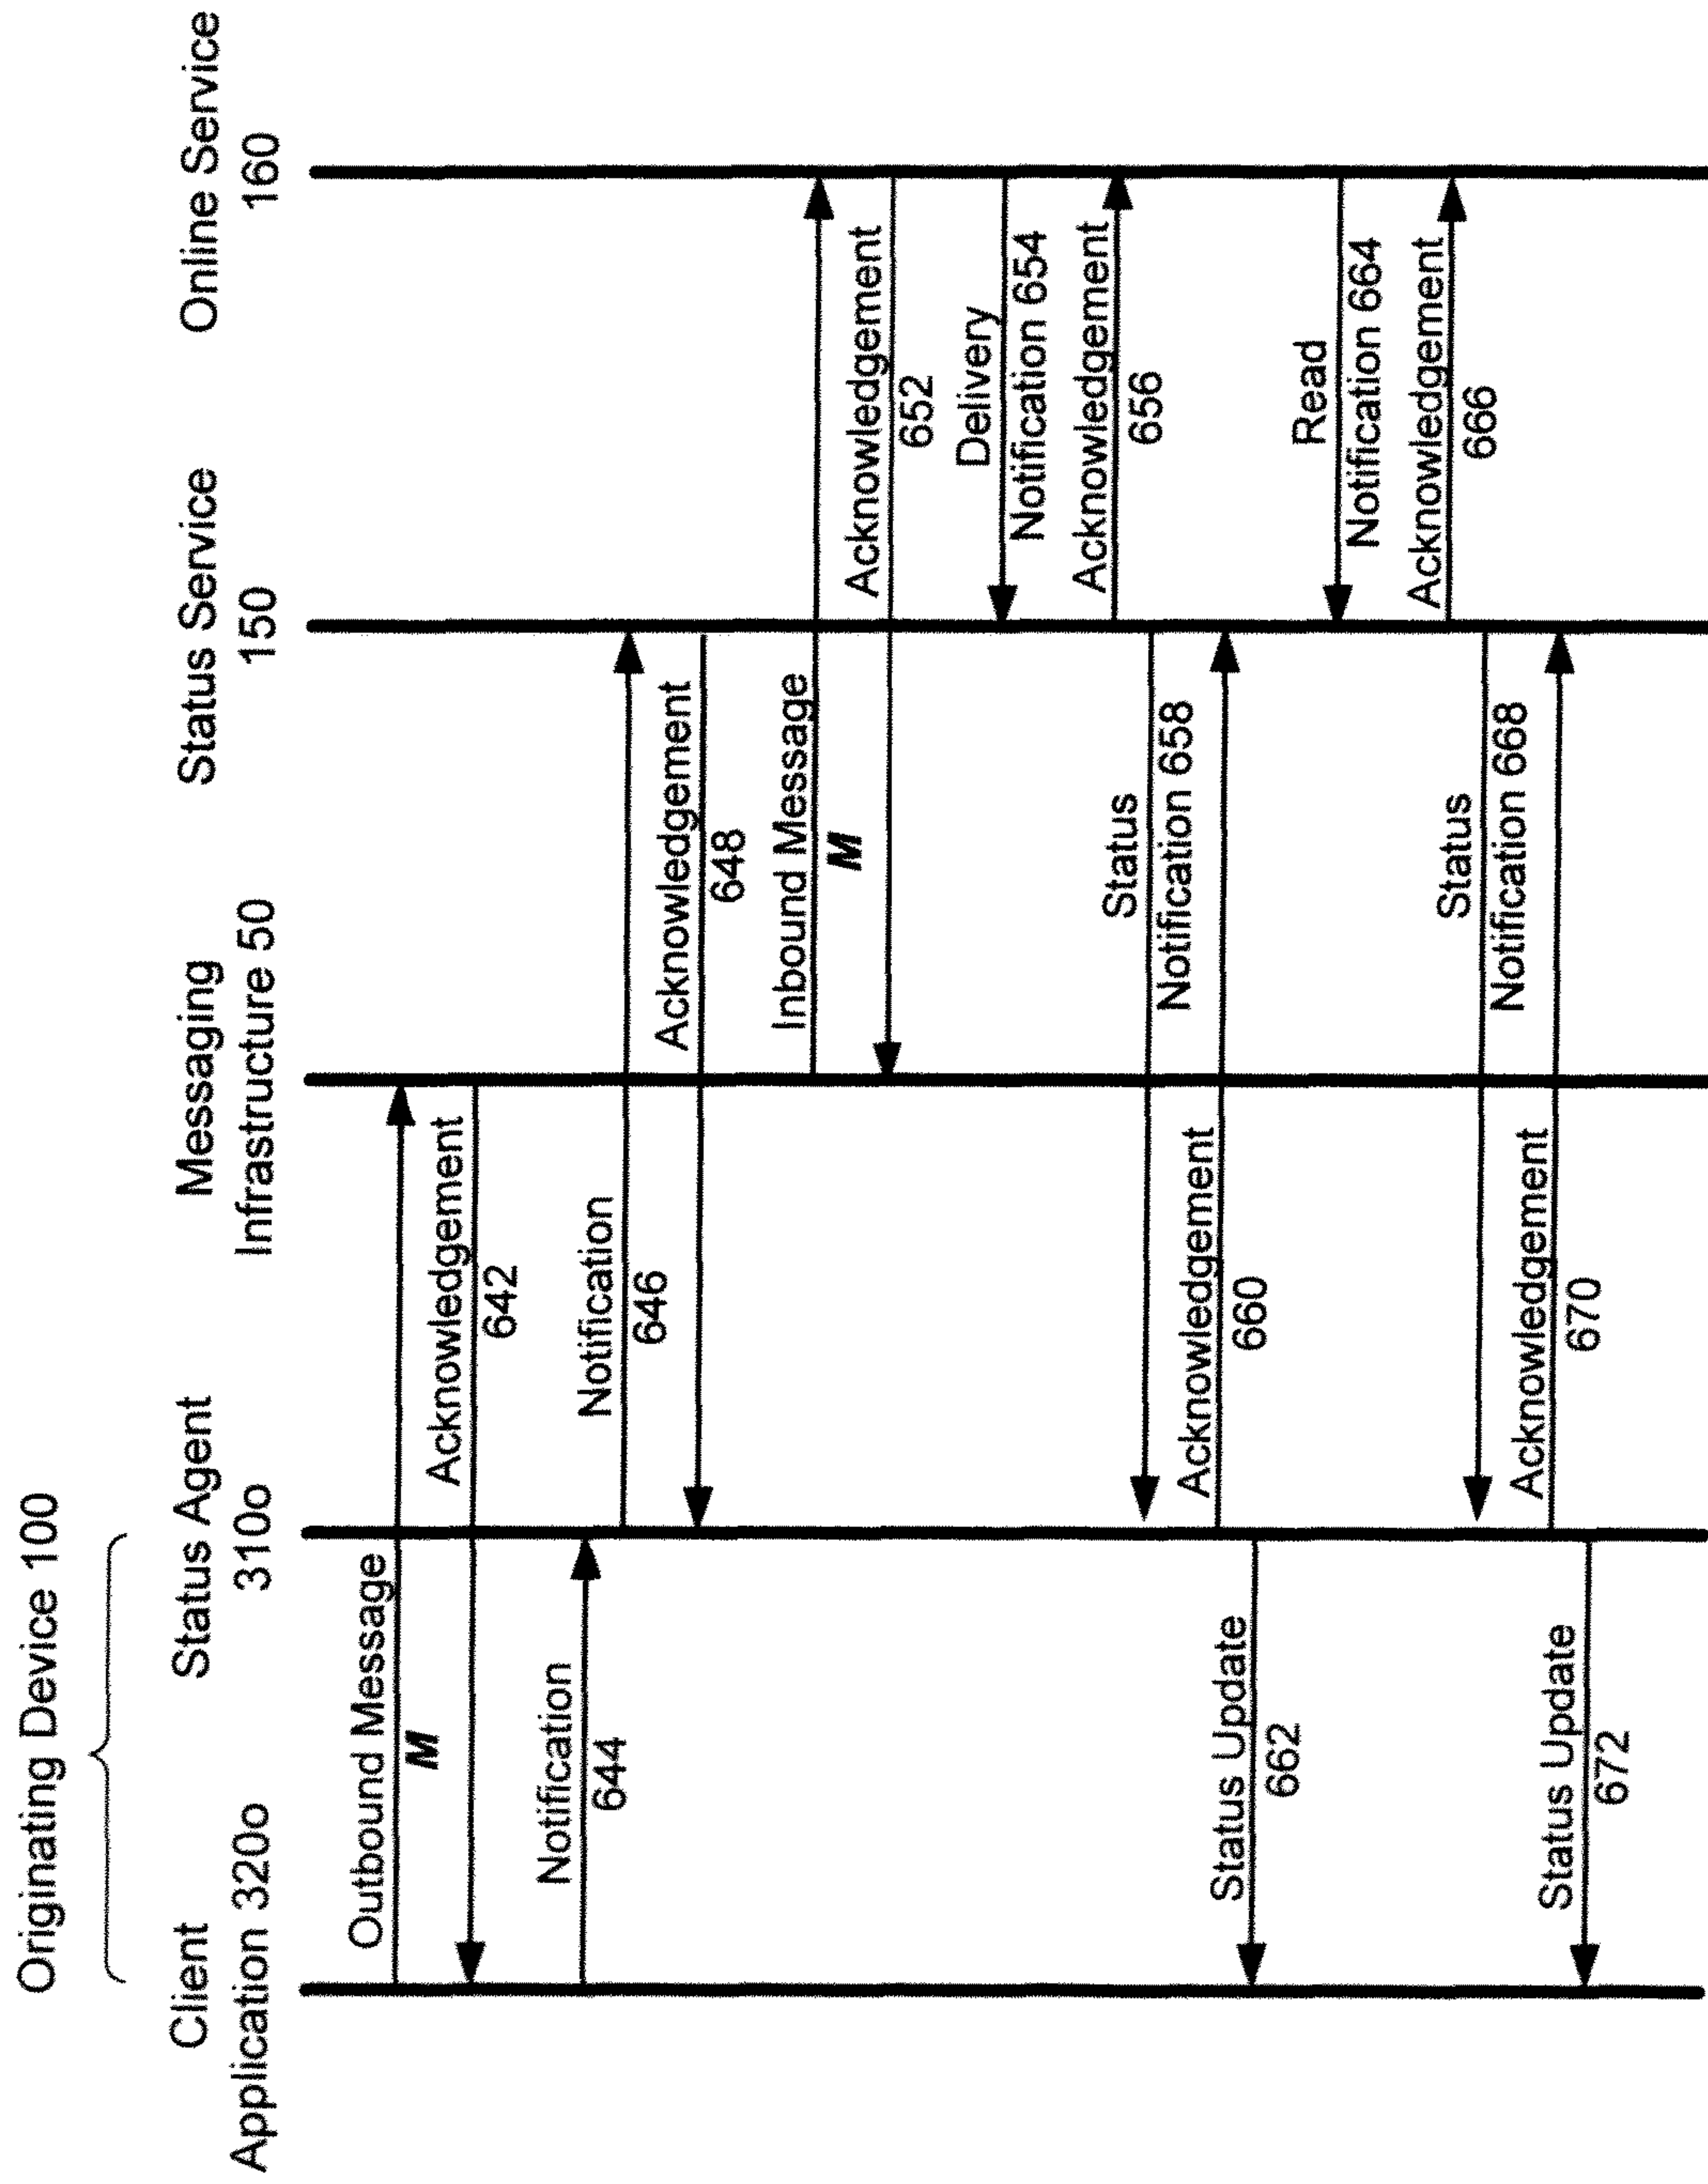 Originating Device 100
Client
Application 320o
Status Agent
310o
Messaging
Infrastructure 50
Status Service
150
Online Service
160
Outbound Message
M
Acknowledgement
642
Notification
644
Notification
646
Acknowledgement
648
Inbound Message
M
Acknowledgement
652
Delivery
Notification 654
Acknowledgement
656
Status
Notification 658
Acknowledgement
660
Status Update
662
Read
Notification 664
Acknowledgement
666
Status
Notification 668
Acknowledgement
670
Status Update
672